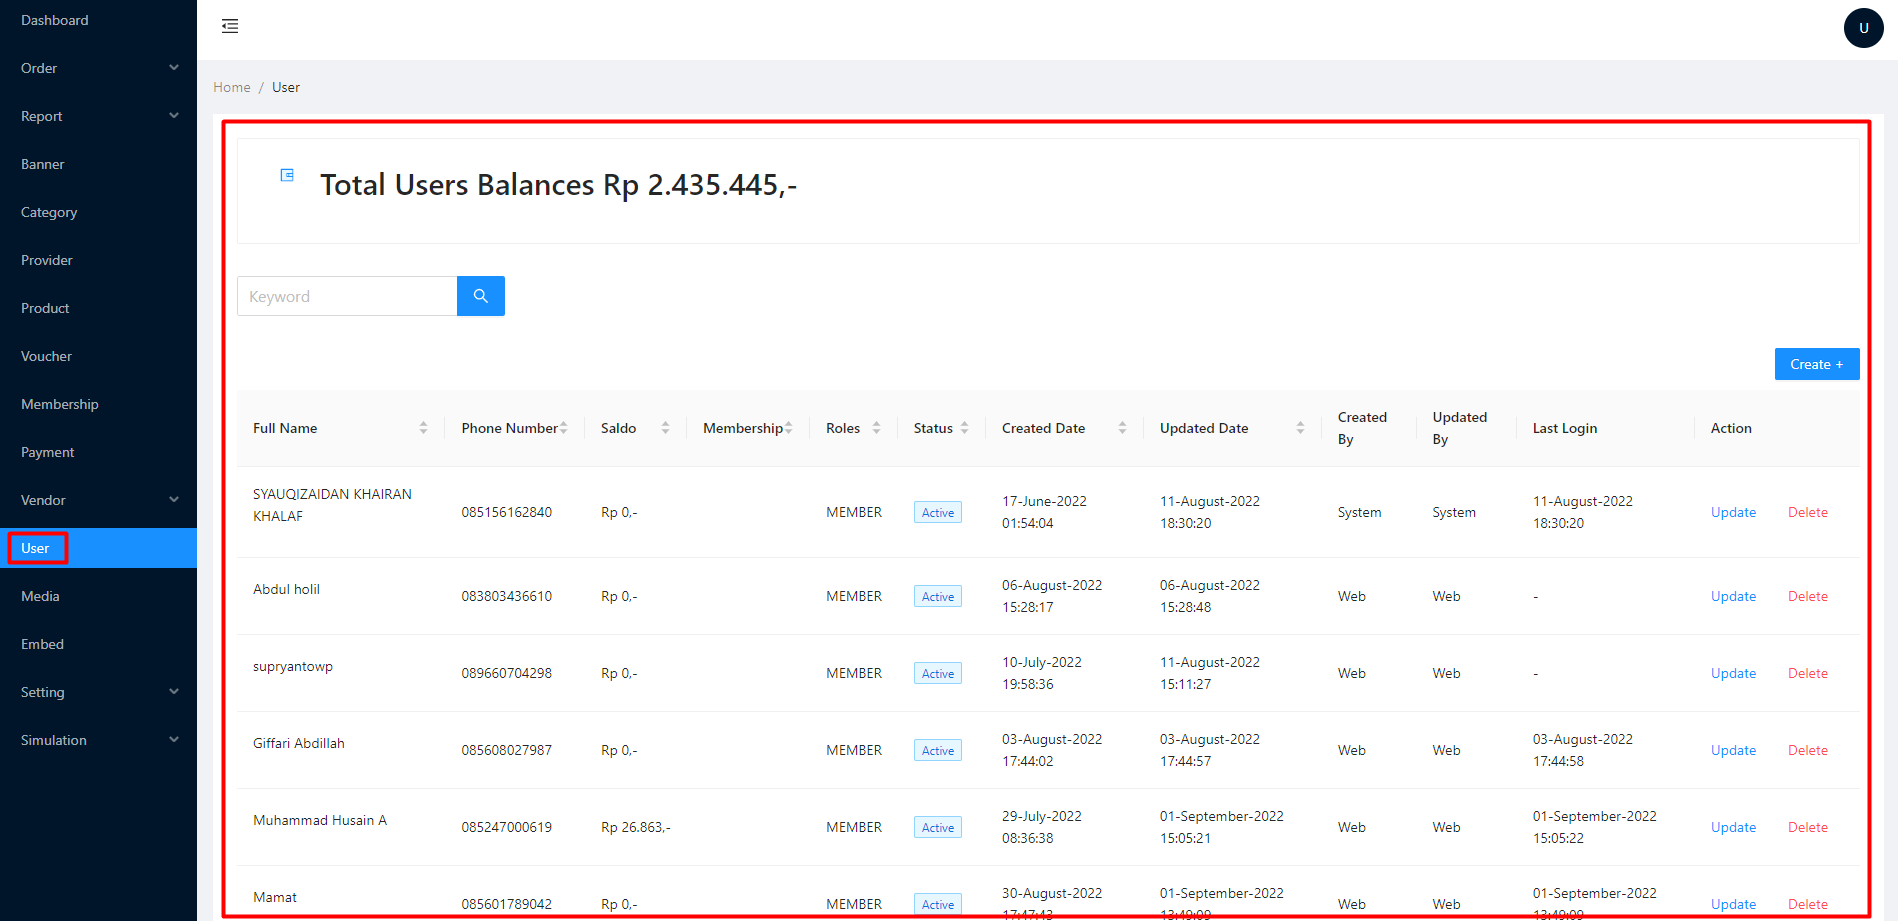 Dashboard
Order
Report
Banner
Category
Provider
Product
Voucher
Membership
Payment
Vendor
User
Media
Embed
Setting
Simulation
U
Home / User
Total Users Balances Rp 2.435.445,-
Keyword
Create +
Full Name Phone Number Saldo Membership Roles Status Created Date Updated Date Created By Updated By Last Login Action
SYAUQIZAIDAN KHAIRAN KHALAF 085156162840 Rp 0,- MEMBER Active 17-June-2022 01:54:04 11-August-2022 18:30:20 System System 11-August-2022 18:30:20 Update Delete
Abdul holil 083803436610 Rp 0,- MEMBER Active 06-August-2022 15:28:17 06-August-2022 15:28:48 Web Web - Update Delete
supryantowp 089660704298 Rp 0,- MEMBER Active 10-July-2022 19:58:36 11-August-2022 15:11:27 Web Web - Update Delete
Giffari Abdillah 085608027987 Rp 0,- MEMBER Active 03-August-2022 17:44:02 03-August-2022 17:44:57 Web Web 03-August-2022 17:44:58 Update Delete
Muhammad Husain A 085247000619 Rp 26.863,- MEMBER Active 29-July-2022 08:36:38 01-September-2022 15:05:21 Web Web 01-September-2022 15:05:22 Update Delete
Mamat 085601789042 Rp 0,- MEMBER Active 30-August-2022 17:47:43 01-September-2022 13:49:09 Web Web 01-September-2022 13:49:09 Update Delete